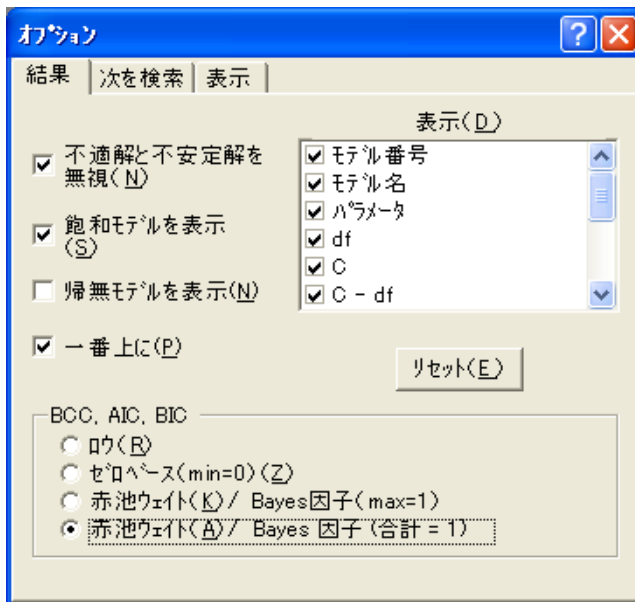 ｵﾌﾟｼｮﾝ
結果
次を検索
表示
表示(D)
不適解と不安定解を
無視(N)
飽和ﾓﾃﾞﾙを表示
(S)
帰無ﾓﾃﾞﾙを表示(N)
一番上に(P)
ﾓﾃﾞﾙ番号
ﾓﾃﾞﾙ名
ﾊﾟﾗﾒｰﾀ
df
C
C - df
ﾘｾｯﾄ(E)
BCC, AIC, BIC
ﾛｳ(R)
ｾﾞﾛﾍﾞｰｽ(min=0) (Z)
赤池ｳｪｲﾄ(K) / Bayes因子(max=1)
赤池ｳｪｲﾄ(A) / Bayes 因子 (合計 = 1)